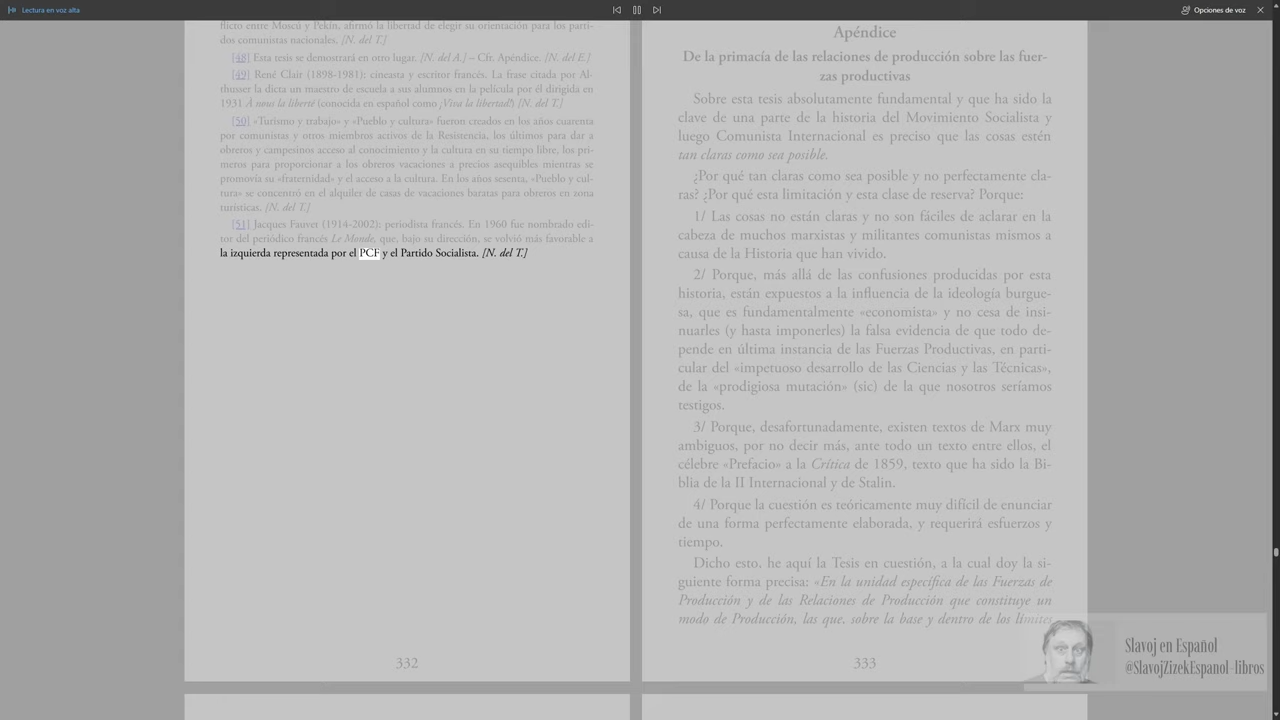 Lectura en voz alta
Opciones de voz
flicto entre Moscú y Pekín, afirmó la libertad de elegir su orientación para los parti-
dos comunistas nacionales. [N. del T.]
[48] Esta tesis se demostrará en otro lugar. [N. del A.] – Cfr. Apéndice. [N. del E.]
[49] René Clair (1898-1981): cineasta y escritor francés. La frase citada por Al-
thusser la dicta un maestro de escuela a sus alumnos en la película por él dirigida en
1931 À nous la liberté (conocida en español como ¡Viva la libertad!) [N. del T.]
[50] «Turismo y trabajo» y «Pueblo y cultura» fueron creados en los años cuarenta
por comunistas y otros miembros activos de la Resistencia, los últimos para dar a
obreros y campesinos acceso al conocimiento y la cultura en su tiempo libre, los pri-
meros para proporcionar a los obreros vacaciones a precios asequibles mientras se
promovía su «fraternidad» y el acceso a la cultura. En los años sesenta, «Pueblo y cul-
tura» se concentró en el alquiler de casas de vacaciones baratas para obreros en zona
turísticas. [N. del T.]
[51] Jacques Fauvet (1914-2002): periodista francés. En 1960 fue nombrado edi-
tor del periódico francés Le Monde, que, bajo su dirección, se volvió más favorable a
la izquierda representada por el PCF y el Partido Socialista. [N. del T.]
332
Apéndice
De la primacía de las relaciones de producción sobre las fuer-
zas productivas
Sobre esta tesis absolutamente fundamental y que ha sido la
clave de una parte de la historia del Movimiento Socialista y
luego Comunista Internacional es preciso que las cosas estén
tan claras como sea posible.
¿Por qué tan claras como sea posible y no perfectamente cla-
ras? ¿Por qué esta limitación y esta clase de reserva? Porque:
1/ Las cosas no están claras y no son fáciles de aclarar en la
cabeza de muchos marxistas y militantes comunistas mismos a
causa de la Historia que han vivido.
2/ Porque, más allá de las confusiones producidas por esta
historia, están expuestos a la influencia de la ideología burgue-
sa, que es fundamentalmente «economista» y no cesa de insi-
nuarles (y hasta imponerles) la falsa evidencia de que todo de-
pende en última instancia de las Fuerzas Productivas, en parti-
cular del «impetuoso desarrollo de las Ciencias y las Técnicas»,
de la «prodigiosa mutación» (sic) de la que nosotros seríamos
testigos.
3/ Porque, desafortunadamente, existen textos de Marx muy
ambiguos, por no decir más, ante todo un texto entre ellos, el
célebre «Prefacio» a la Crítica de 1859, texto que ha sido la Bi-
blia de la II Internacional y de Stalin.
4/ Porque la cuestión es teóricamente muy difícil de enunciar
de una forma perfectamente elaborada, y requerirá esfuerzos y
tiempo.
Dicho esto, he aquí la Tesis en cuestión, a la cual doy la si-
guiente forma precisa: «En la unidad específica de las Fuerzas de
Producción y de las Relaciones de Producción que constituye un
modo de Producción, las que, sobre la base y dentro de los límites
333
Slavoj en Español
@SlavojZizekEspanol-libros